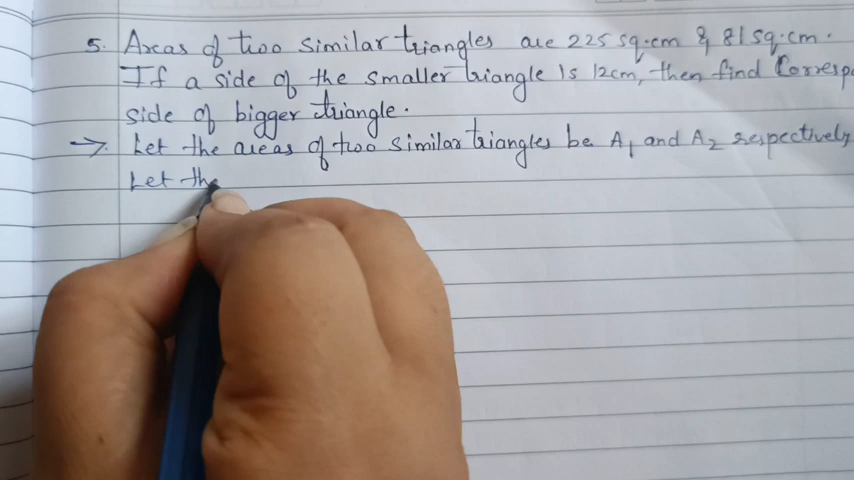 5. Areas of two similar triangles are 225 sq.cm & 81 sq.cm.
If a side of the smaller triangle is 12cm, then find Corresp
side of bigger triangle.
→ Let the areas of two similar triangles be A₁ and A₂ respectively
Let the